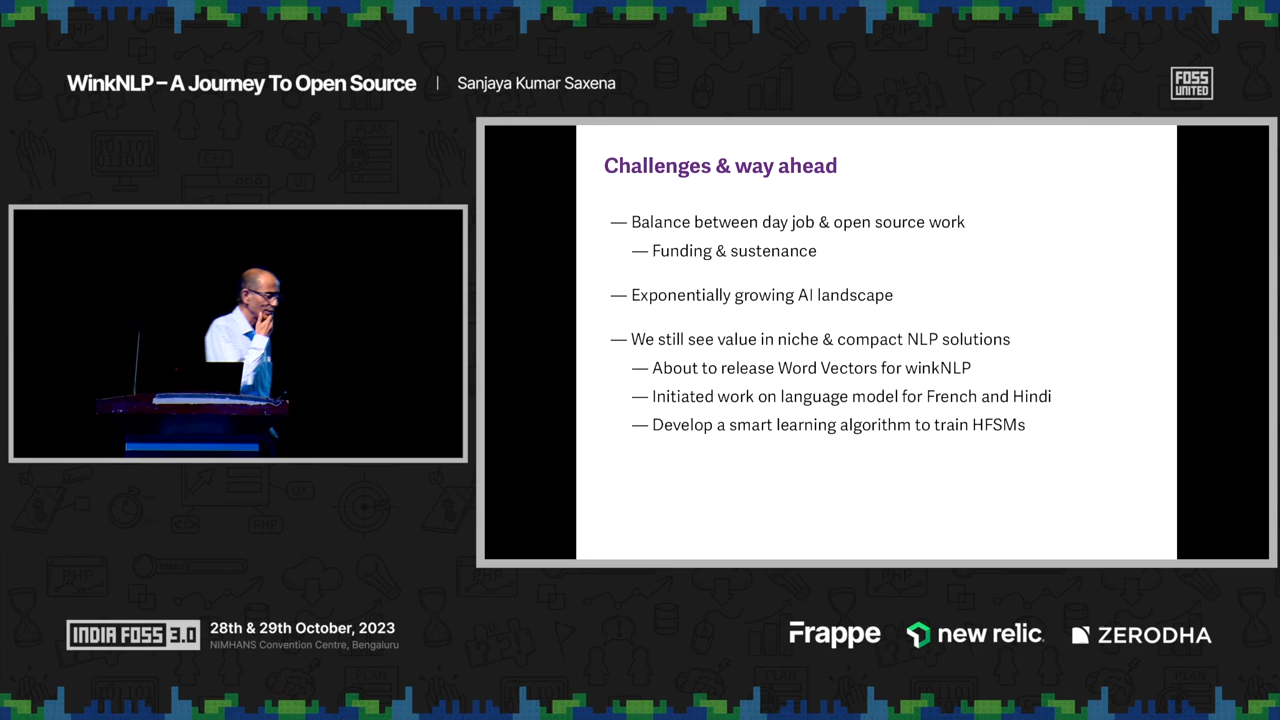 WinkNLP – A Journey To Open Source | Sanjaya Kumar Saxena
FOSS
UNITED
Challenges & way ahead
— Balance between day job & open source work
— Funding & sustenance
— Exponentially growing AI landscape
— We still see value in niche & compact NLP solutions
— About to release Word Vectors for winkNLP
— Initiated work on language model for French and Hindi
— Develop a smart learning algorithm to train HFSMs
INDIA FOSS 3.0
28th & 29th October, 2023
NIMHANS Convention Centre, Bengaluru
Frappe
new relic
ZERODHA